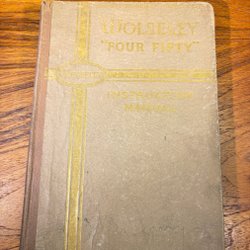 WOLSELEY
"FOUR FIFTY"
INSTRUCTION
MANUAL